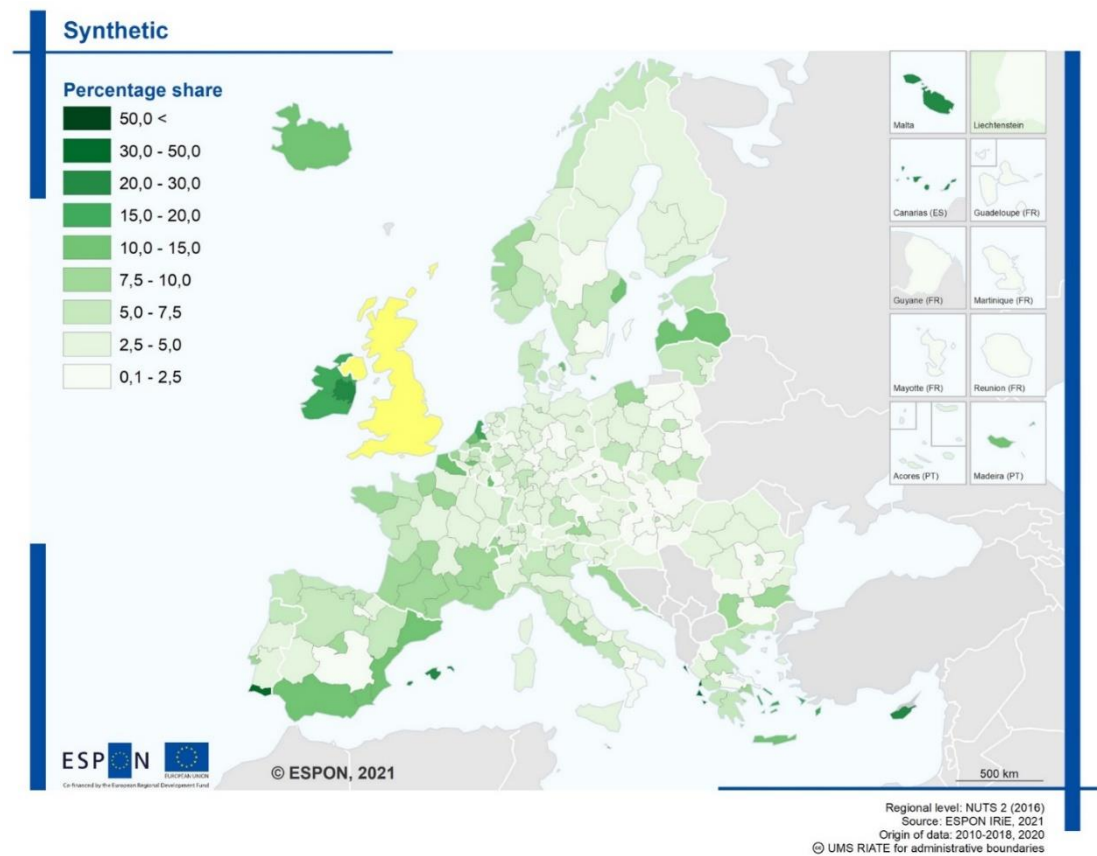 Synthetic
Percentage share
50,0 <
30,0 - 50,0
20,0 - 30,0
15,0 - 20,0
10,0 - 15,0
7,5 - 10,0
5,0 - 7,5
2,5 - 5,0
0,1 - 2,5
Malta
Liechtenstein
Canarias (ES)
Guadeloupe (FR)
Guyane (FR)
Martinique (FR)
Mayotte (FR)
Reunion (FR)
Acores (PT)
Madeira (PT)
ESPON
EUROPEAN UNION
Co-financed by the European Regional Development Fund
© ESPON, 2021
500 km
Regional level: NUTS 2 (2016)
Source: ESPON IRiE, 2021
Origin of data: 2010-2018, 2020
UMS RIATE for administrative boundaries